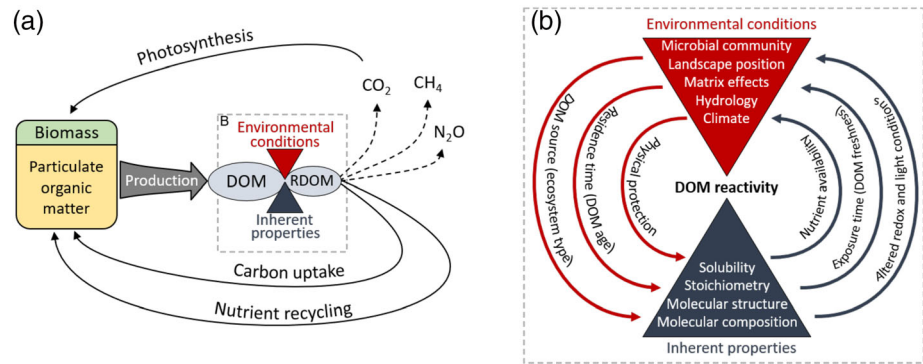 (a)
Photosynthesis
CO2
CH4
N2O
Biomass
Particulate
organic
matter
Production
B
Environmental
conditions
DOM
RDOM
Inherent
properties
Carbon uptake
Nutrient recycling
(b)
Environmental conditions
Microbial community
Landscape position
Matrix effects
Hydrology
Climate
DOM source (ecosystem type)
Residence time (DOM age)
Physical protection
DOM reactivity
Nutrient availability
Exposure time (DOM freshness)
Altered redox and light conditions
Solubility
Stoichiometry
Molecular structure
Molecular composition
Inherent properties